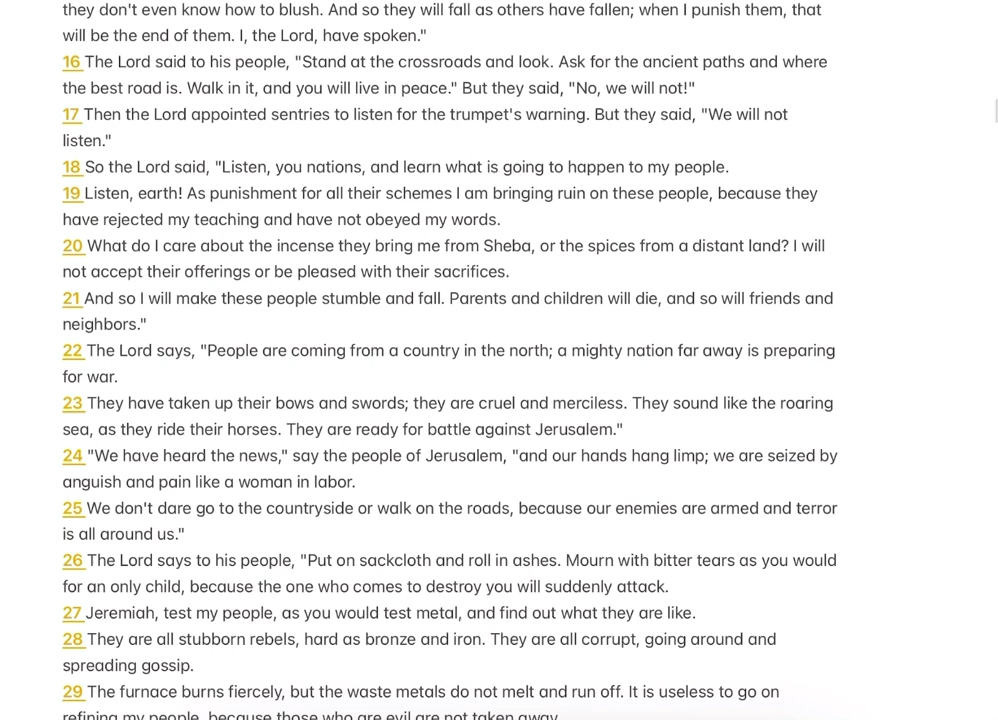 they don't even know how to blush. And so they will fall as others have fallen; when I punish them, that
will be the end of them. I, the Lord, have spoken."
16 The Lord said to his people, "Stand at the crossroads and look. Ask for the ancient paths and where
the best road is. Walk in it, and you will live in peace." But they said, "No, we will not!"
17 Then the Lord appointed sentries to listen for the trumpet's warning. But they said, "We will not
listen."
18 So the Lord said, "Listen, you nations, and learn what is going to happen to my people.
19 Listen, earth! As punishment for all their schemes I am bringing ruin on these people, because they
have rejected my teaching and have not obeyed my words.
20 What do I care about the incense they bring me from Sheba, or the spices from a distant land? I will
not accept their offerings or be pleased with their sacrifices.
21 And so I will make these people stumble and fall. Parents and children will die, and so will friends and
neighbors."
22 The Lord says, "People are coming from a country in the north; a mighty nation far away is preparing
for war.
23 They have taken up their bows and swords; they are cruel and merciless. They sound like the roaring
sea, as they ride their horses. They are ready for battle against Jerusalem."
24 "We have heard the news," say the people of Jerusalem, "and our hands hang limp; we are seized by
anguish and pain like a woman in labor.
25 We don't dare go to the countryside or walk on the roads, because our enemies are armed and terror
is all around us."
26 The Lord says to his people, "Put on sackcloth and roll in ashes. Mourn with bitter tears as you would
for an only child, because the one who comes to destroy you will suddenly attack.
27 Jeremiah, test my people, as you would test metal, and find out what they are like.
28 They are all stubborn rebels, hard as bronze and iron. They are all corrupt, going around and
spreading gossip.
29 The furnace burns fiercely, but the waste metals do not melt and run off. It is useless to go on
refining my people, because those who are evil are not taken away.